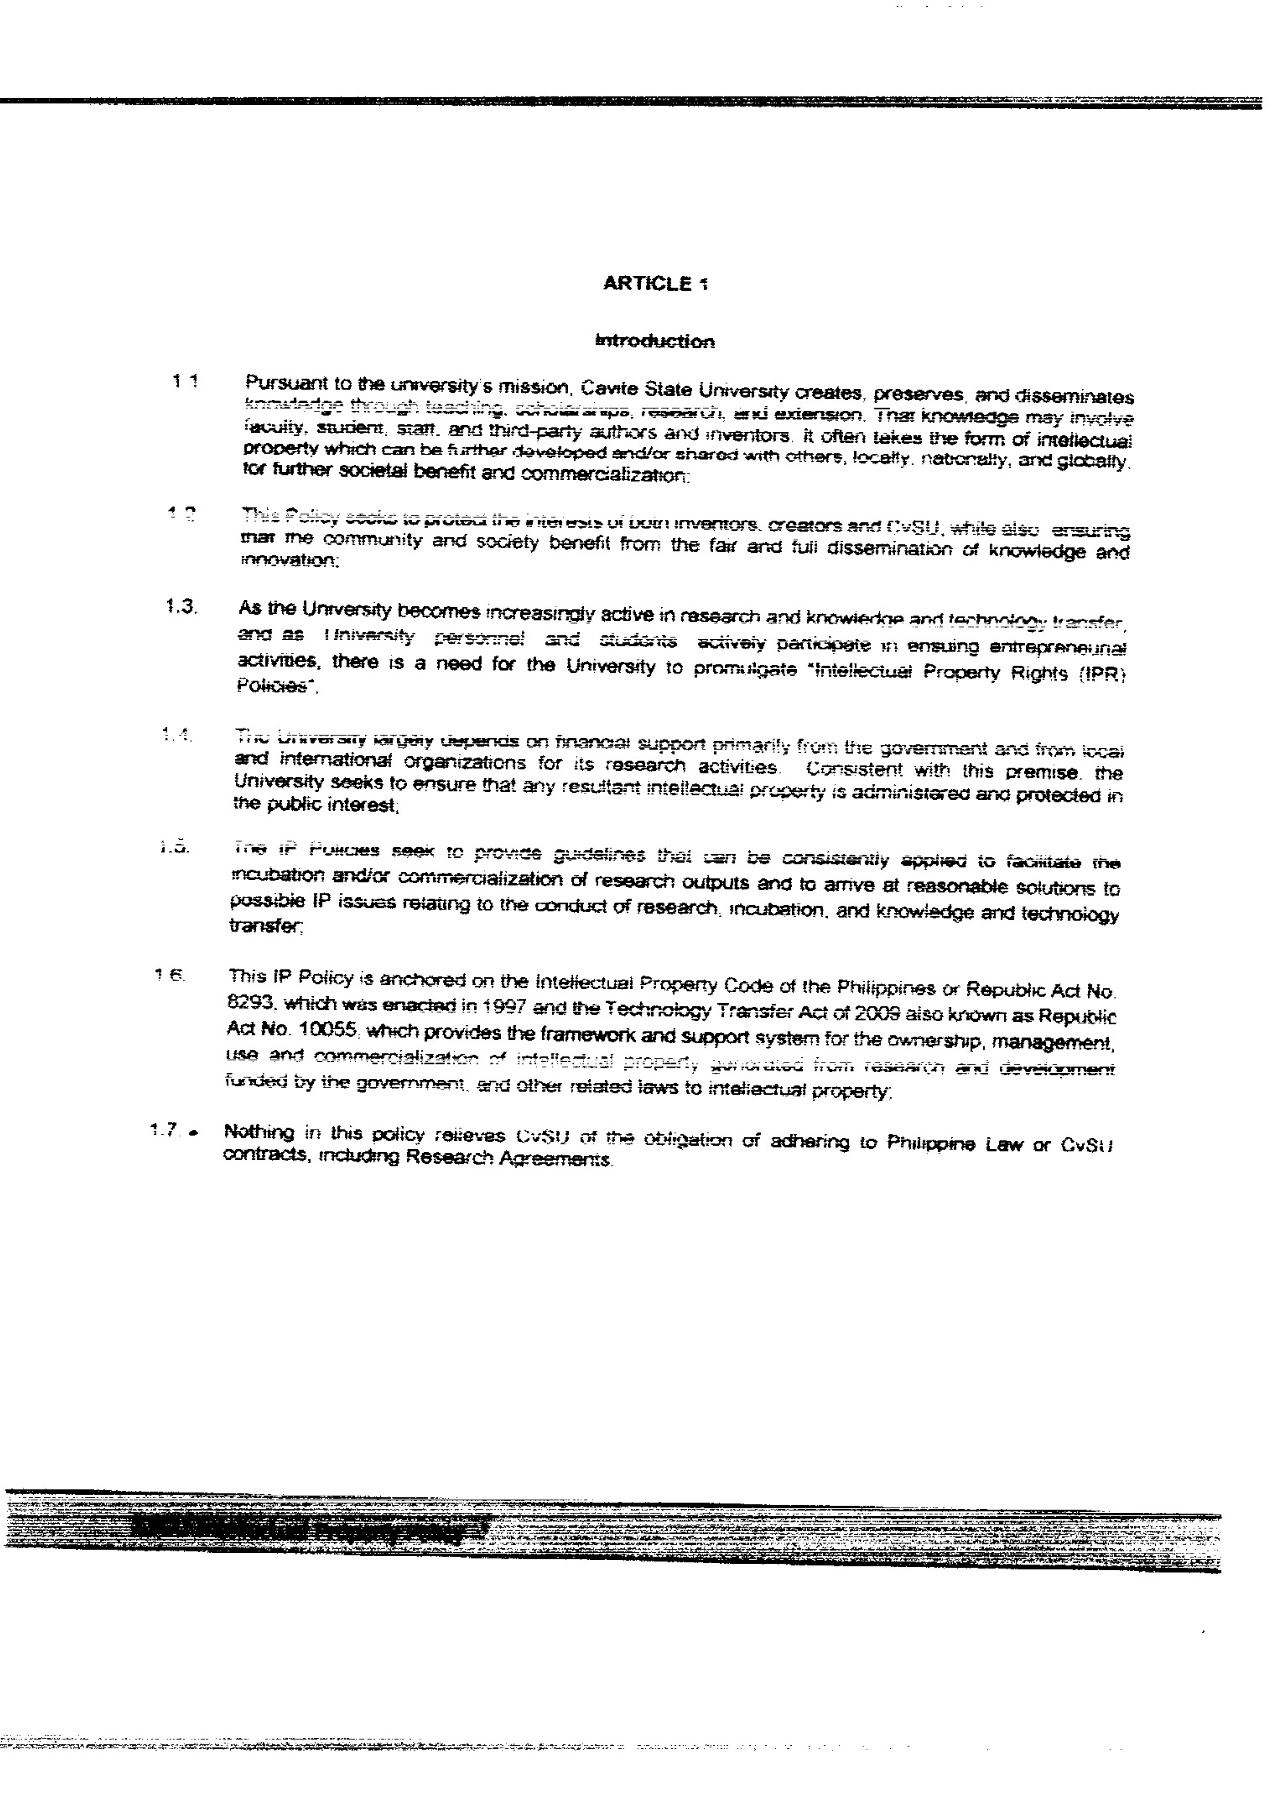 ARTICLE 1
Introduction
1.1 Pursuant to the university's mission, Cavite State University creates, preserves, and disseminates
knowledge through teaching, scholarships, research, and extension. That knowledge may involve
faculty, student, staff, and third-party authors and inventors. It often takes the form of intellectual
property which can be further developed and/or shared with others, locally, nationally, and globally,
for further societal benefit and commercialization;
1.2 This Policy seeks to protect the interests of both inventors, creators and CvSU, while also ensuring
that the community and society benefit from the fair and full dissemination of knowledge and
innovation;
1.3. As the University becomes increasingly active in research and knowledge and technology transfer,
and as University personnel and students actively participate in ensuing entrepreneurial
activities, there is a need for the University to promulgate "Intellectual Property Rights (IPR)
Policies".
1.4. The University largely depends on financial support primarily from the government and from local
and international organizations for its research activities. Consistent with this premise, the
University seeks to ensure that any resultant intellectual property is administered and protected in
the public interest;
1.5. The IP Policies seek to provide guidelines that can be consistently applied to facilitate the
incubation and/or commercialization of research outputs and to arrive at reasonable solutions to
possible IP issues relating to the conduct of research, incubation, and knowledge and technology
transfer;
1.6. This IP Policy is anchored on the Intellectual Property Code of the Philippines or Republic Act No.
8293, which was enacted in 1997 and the Technology Transfer Act of 2009 also known as Republic
Act No. 10055, which provides the framework and support system for the ownership, management,
use and commercialization of intellectual property generated from research and development
funded by the government, and other related laws to intellectual property;
1.7. Nothing in this policy relieves CvSU of the obligation of adhering to Philippine Law or CvSU
contracts, including Research Agreements.
Property Policy